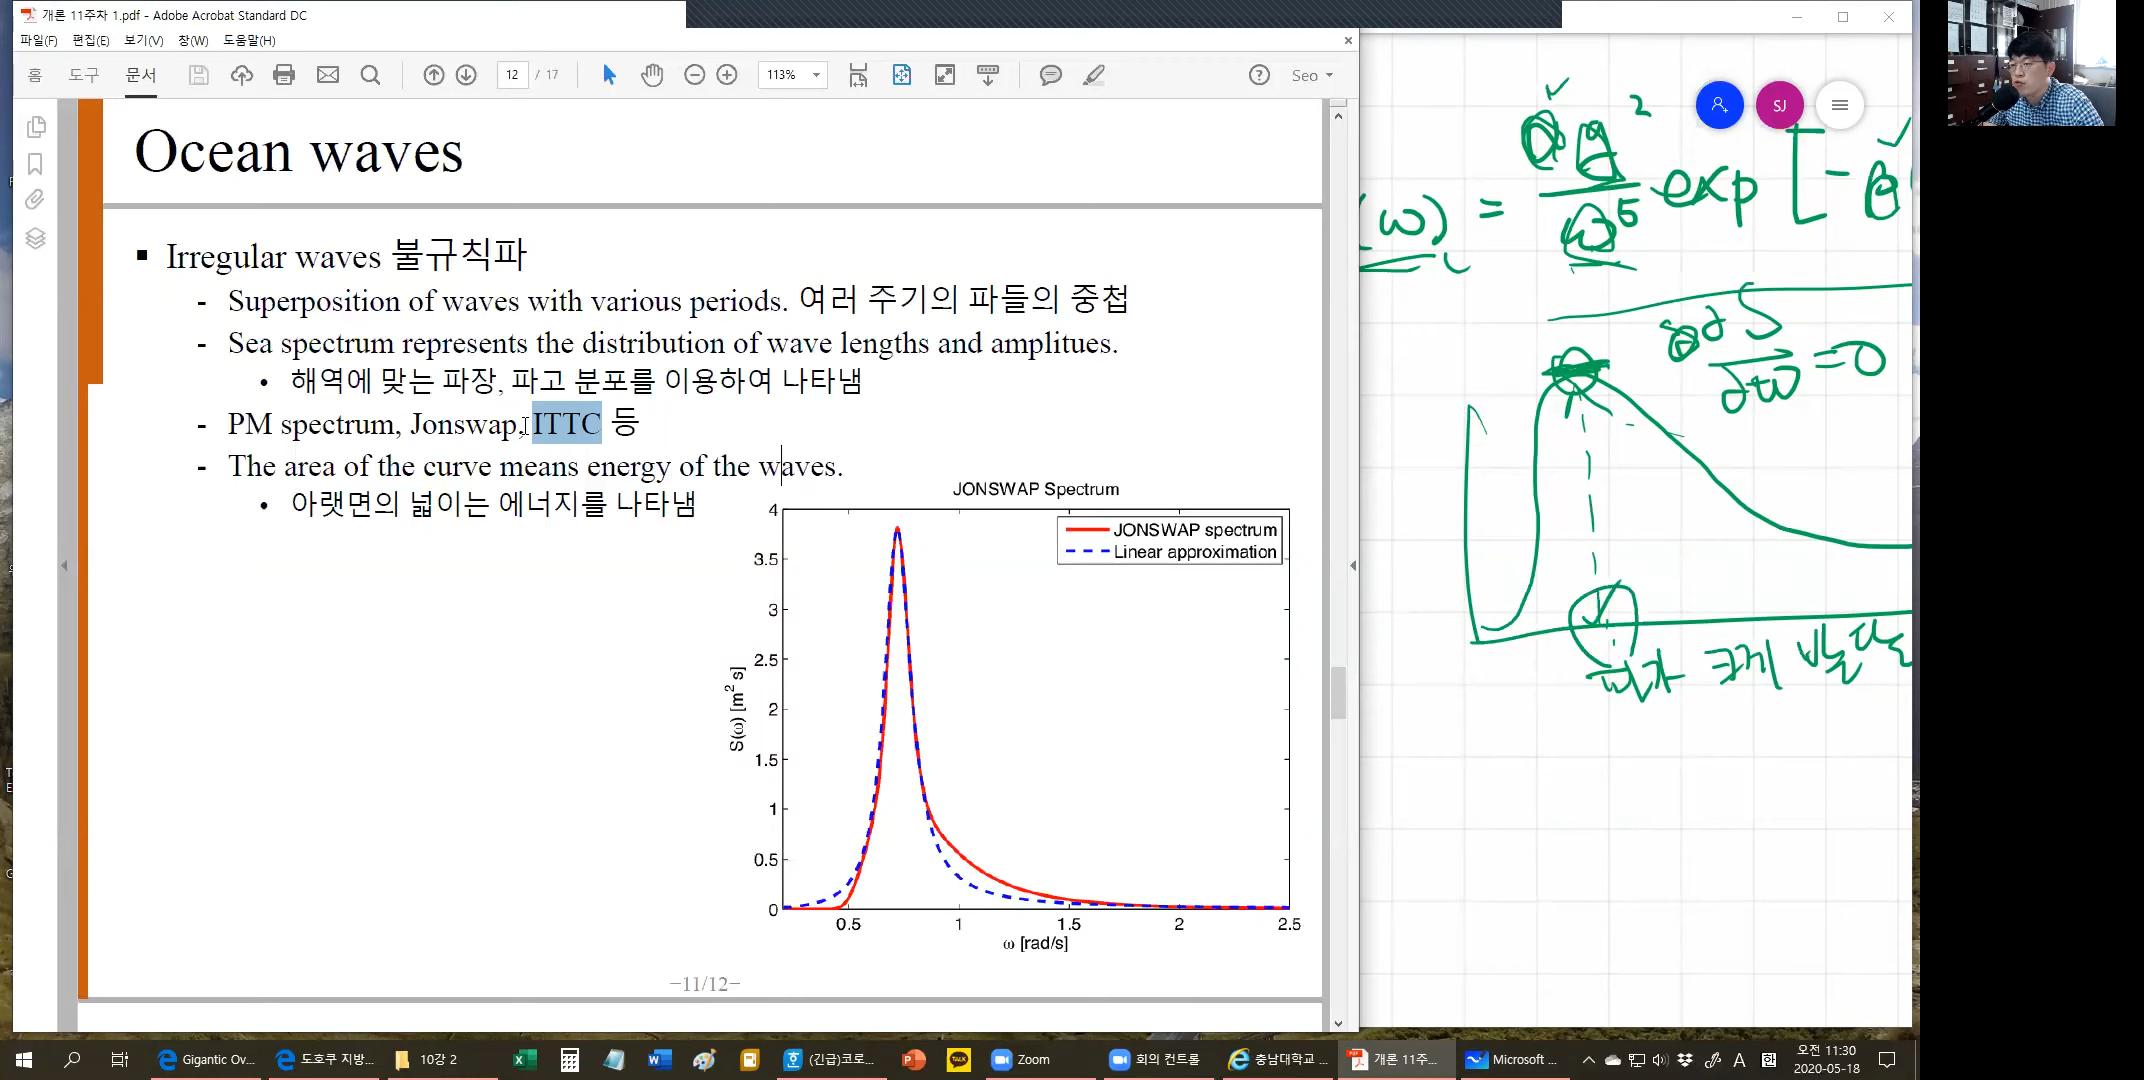 개론 11주차 1.pdf - Adobe Acrobat Standard DC
파일(F) 편집(E) 보기(V) 창(W) 도움말(H)
홈 도구 문서 12 / 17 113% Seo
SJ
Ocean waves
Irregular waves 불규칙파
- Superposition of waves with various periods. 여러 주기의 파들의 중첩
- Sea spectrum represents the distribution of wave lengths and amplitues.
• 해역에 맞는 파장, 파고 분포를 이용하여 나타냄
- PM spectrum, Jonswap, ITTC 등
- The area of the curve means energy of the waves.
• 아랫면의 넓이는 에너지를 나타냄
JONSWAP Spectrum
JONSWAP spectrum
Linear approximation
4
3.5
3
2.5
2
1.5
1
0.5
0
S(ω) [m² s]
0.5 1 1.5 2 2.5
ω [rad/s]
−11/12−
(ω) =
2
ω5
exp [-
∂S
∂ω
=0
파가 크게 발달
Gigantic Ov... 도호쿠 지방... 10강 2 (긴급)코로... Zoom 회의 컨트롤 충남대학교 ... 개론 11주... Microsoft ... A 한
오전 11:30
2020-05-18